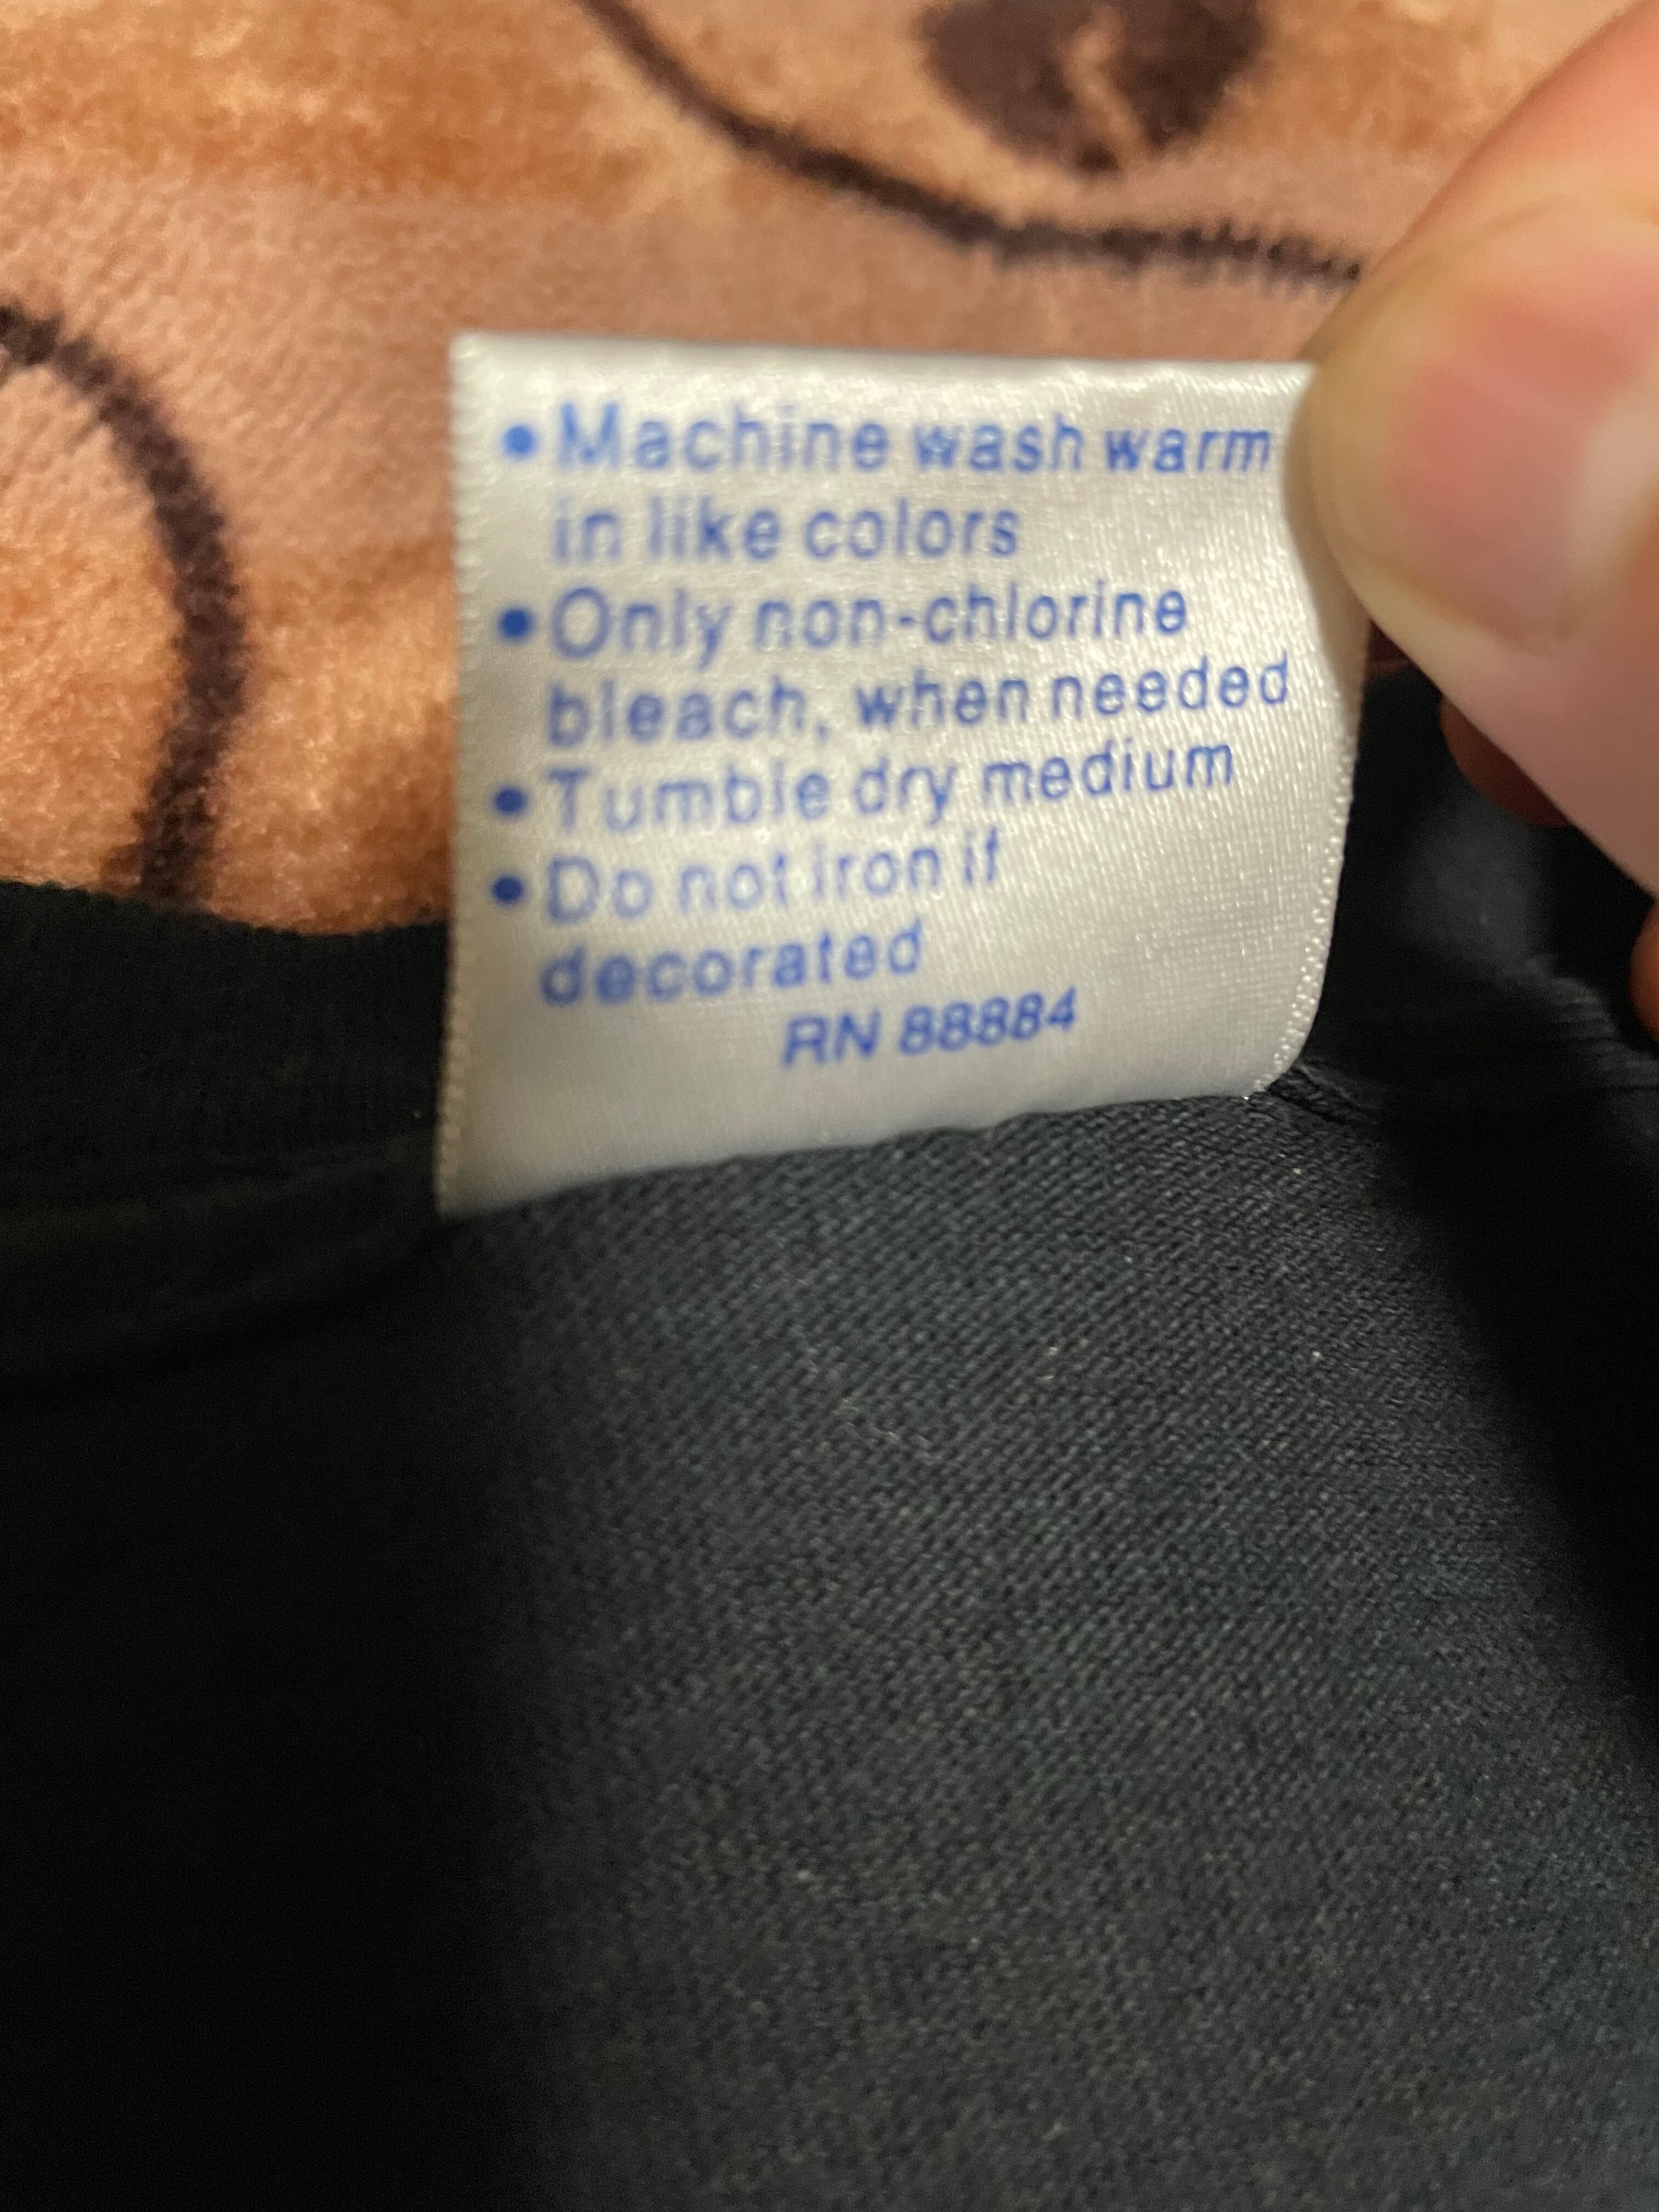 • Machine wash warm
in like colors
• Only non-chlorine
bleach, when needed
• Tumble dry medium
• Do not iron if
decorated
RN 88884